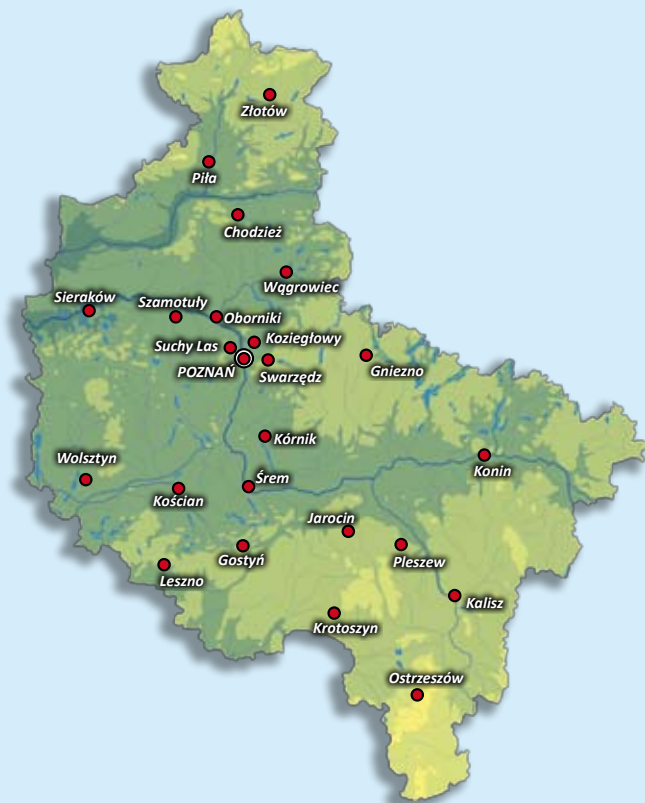 Złotów
Piła
Chodzież
Wągrowiec
Sieraków
Szamotuły
Oborniki
Koziegłowy
Suchy Las
POZNAŃ
Swarzędz
Gniezno
Kórnik
Wolsztyn
Konin
Kościan
Śrem
Jarocin
Gostyń
Pleszew
Leszno
Kalisz
Krotoszyn
Ostrzeszów